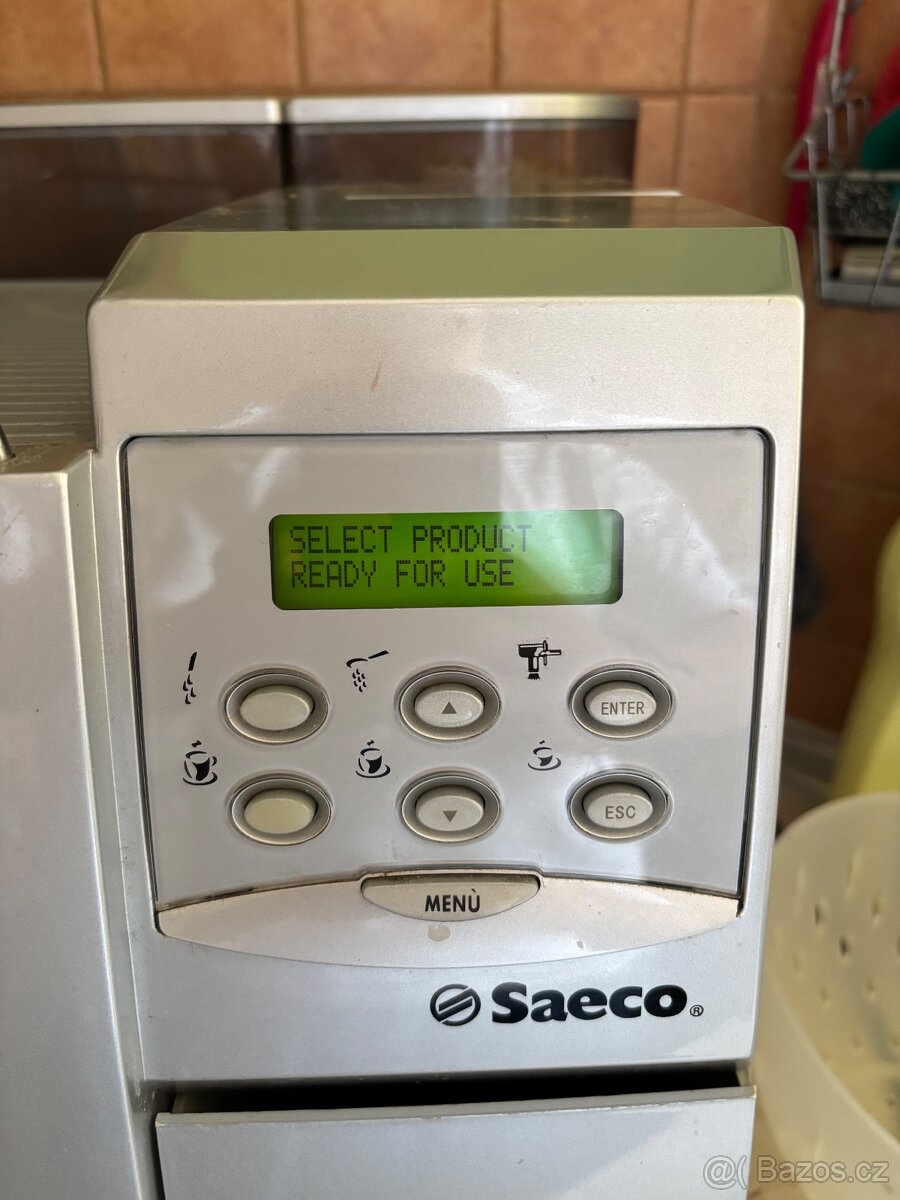 SELECT PRODUCT
READY FOR USE
▲
ENTER
▼
ESC
MENÙ
Saeco®
@( Bazos.cz